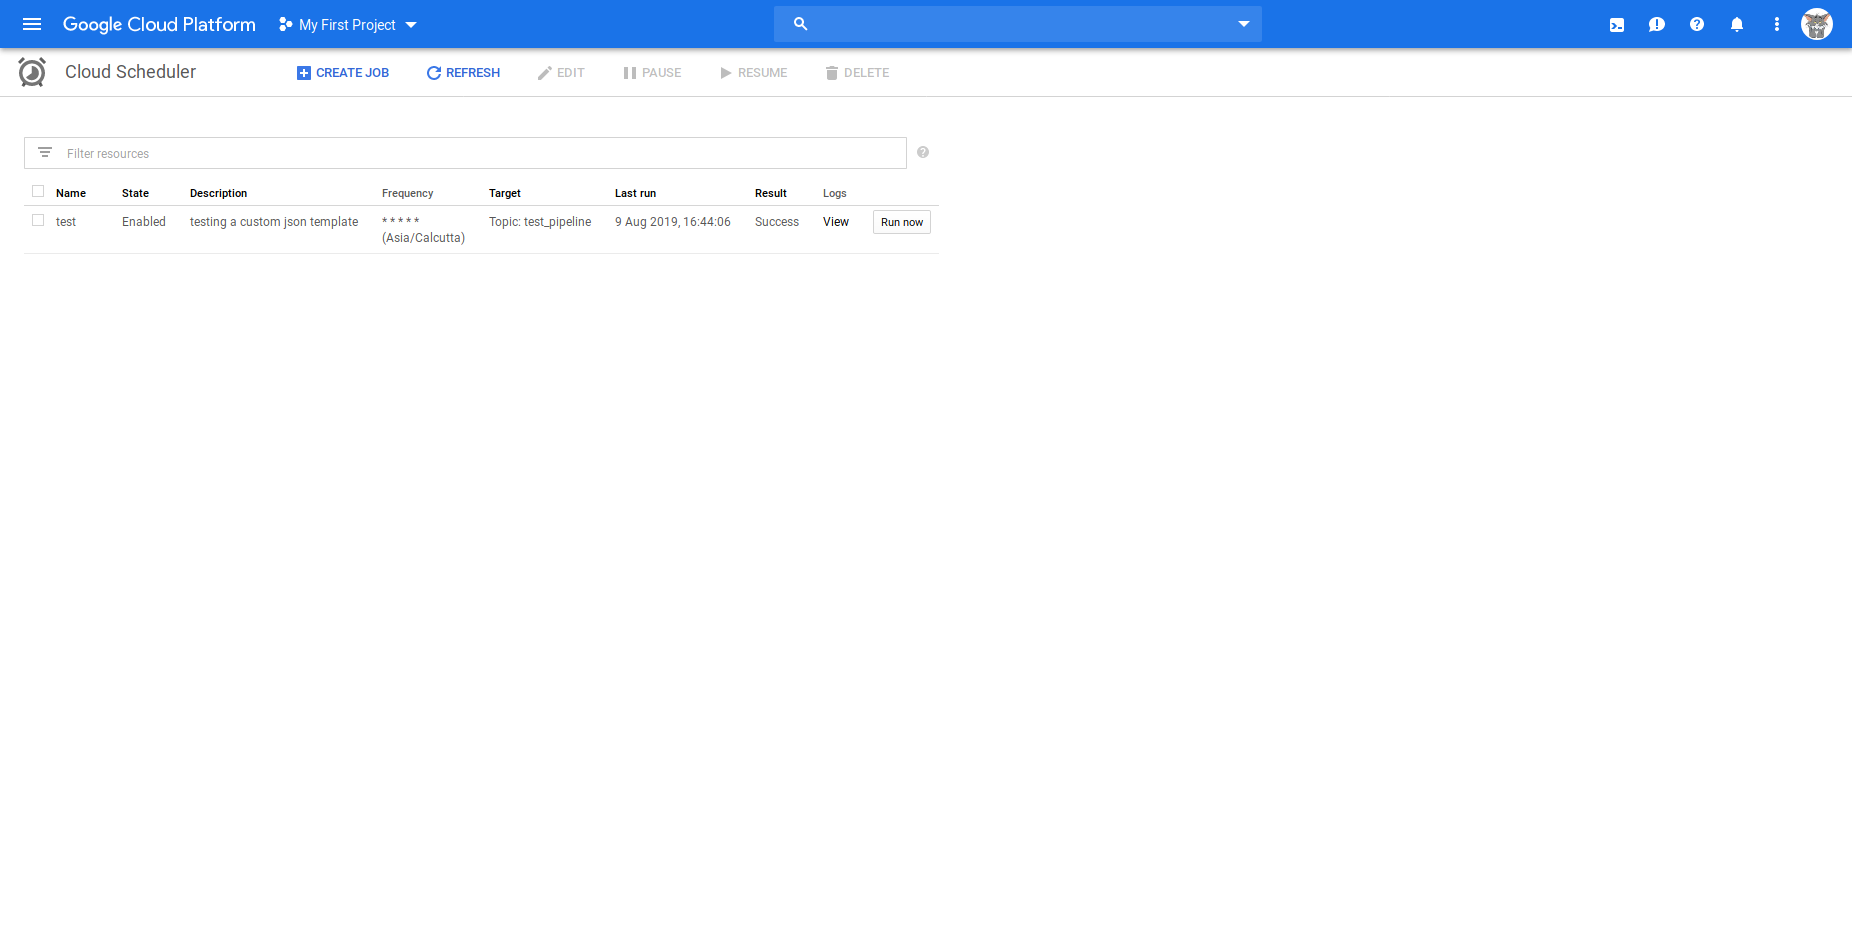 Google Cloud Platform My First Project
Cloud Scheduler CREATE JOB REFRESH EDIT PAUSE RESUME DELETE
Filter resources
Name State Description Frequency Target Last run Result Logs
test Enabled testing a custom json template * * * * * Topic: test_pipeline 9 Aug 2019, 16:44:06 Success View Run now
(Asia/Calcutta)